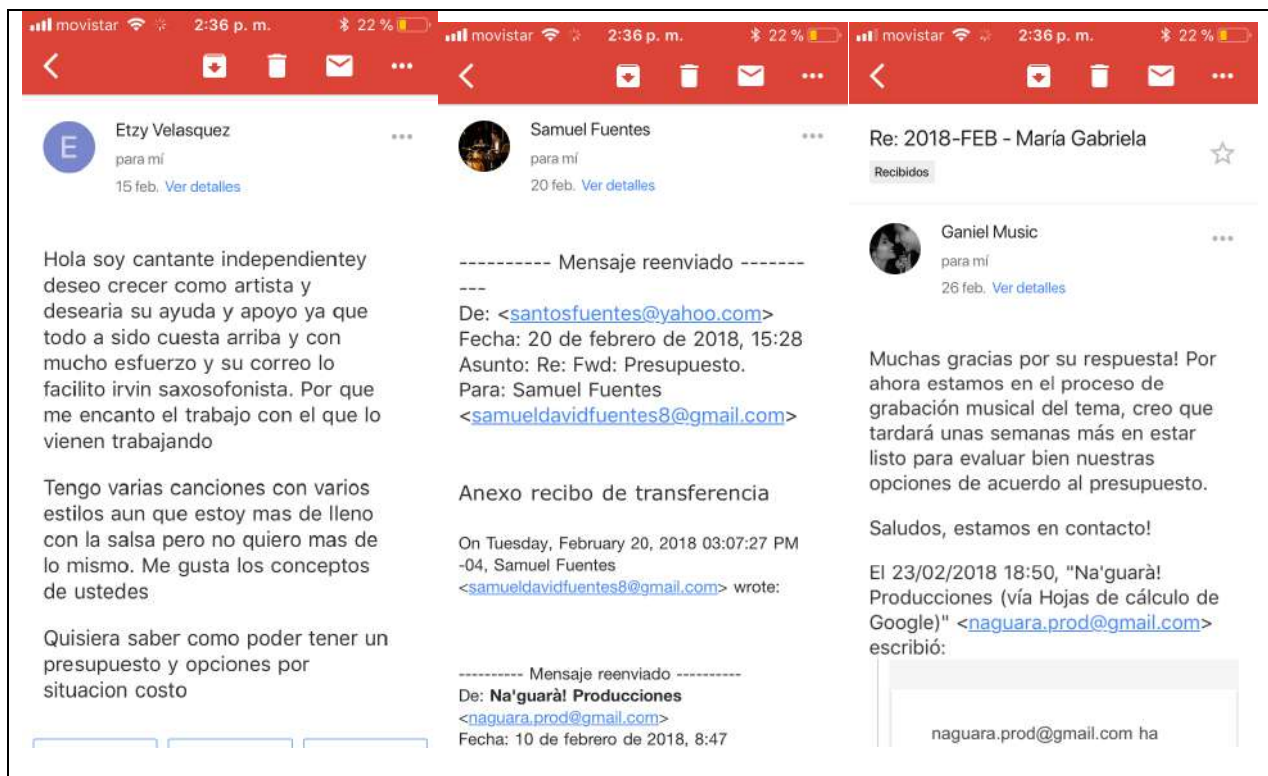 movistar 2:36 p. m. 22 %
Etzy Velasquez
para mí
15 feb. Ver detalles
Hola soy cantante independientey
deseo crecer como artista y
desearia su ayuda y apoyo ya que
todo a sido cuesta arriba y con
mucho esfuerzo y su correo lo
facilito irvin saxosofonista. Por que
me encanto el trabajo con el que lo
vienen trabajando
Tengo varias canciones con varios
estilos aun que estoy mas de lleno
con la salsa pero no quiero mas de
lo mismo. Me gusta los conceptos
de ustedes
Quisiera saber como poder tener un
presupuesto y opciones por
situacion costo
movistar 2:36 p. m. 22 %
Samuel Fuentes
para mí
20 feb. Ver detalles
---------- Mensaje reenviado -------
---
De: <santosfuentes@yahoo.com>
Fecha: 20 de febrero de 2018, 15:28
Asunto: Re: Fwd: Presupuesto.
Para: Samuel Fuentes
<samueldavidfuentes8@gmail.com>
Anexo recibo de transferencia
On Tuesday, February 20, 2018 03:07:27 PM
-04, Samuel Fuentes
<samueldavidfuentes8@gmail.com> wrote:
---------- Mensaje reenviado ----------
De: Na'guarà! Producciones
<naguara.prod@gmail.com>
Fecha: 10 de febrero de 2018, 8:47
movistar 2:36 p. m. 22 %
Re: 2018-FEB - María Gabriela
Recibidos
Ganiel Music
para mí
26 feb. Ver detalles
Muchas gracias por su respuesta! Por
ahora estamos en el proceso de
grabación musical del tema, creo que
tardará unas semanas más en estar
listo para evaluar bien nuestras
opciones de acuerdo al presupuesto.
Saludos, estamos en contacto!
El 23/02/2018 18:50, "Na'guarà!
Producciones (vía Hojas de cálculo de
Google)" <naguara.prod@gmail.com>
escribió:
naguara.prod@gmail.com ha